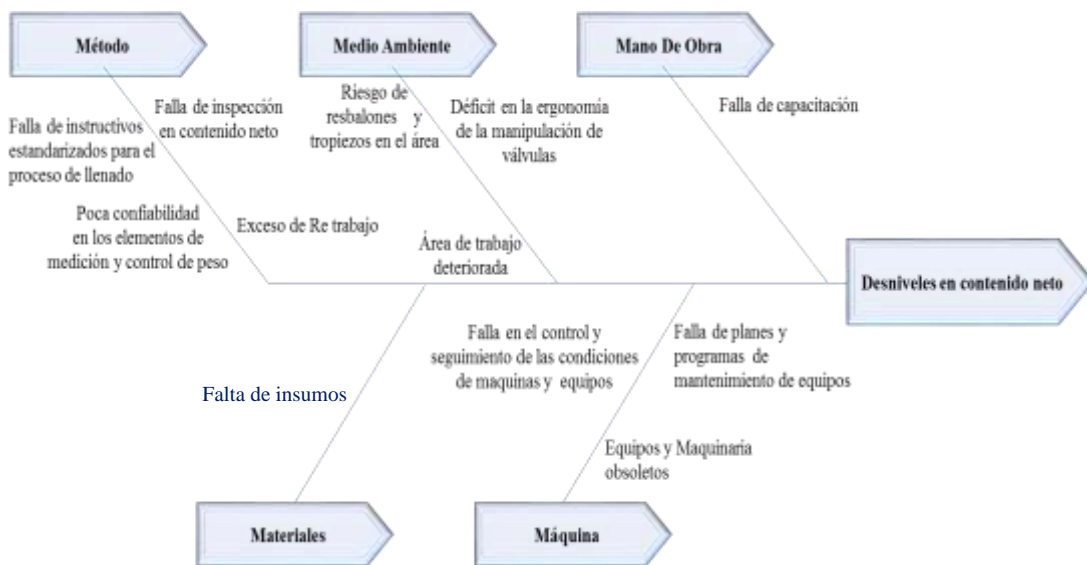 Método
Medio Ambiente
Mano De Obra
Falla de instructivos
estandarizados para el
proceso de llenado
Falla de inspección
en contenido neto
Poca confiabilidad
en los elementos de
medición y control de peso
Exceso de Re trabajo
Riesgo de
resbalones y
tropiezos en el área
Déficit en la ergonomía
de la manipulación de
válvulas
Área de trabajo
deteriorada
Falla de capacitación
Desniveles en contenido neto
Falta de insumos
Falla en el control y
seguimiento de las condiciones
de maquinas y equipos
Falla de planes y
programas de
mantenimiento de equipos
Equipos y Maquinaria
obsoletos
Materiales
Máquina